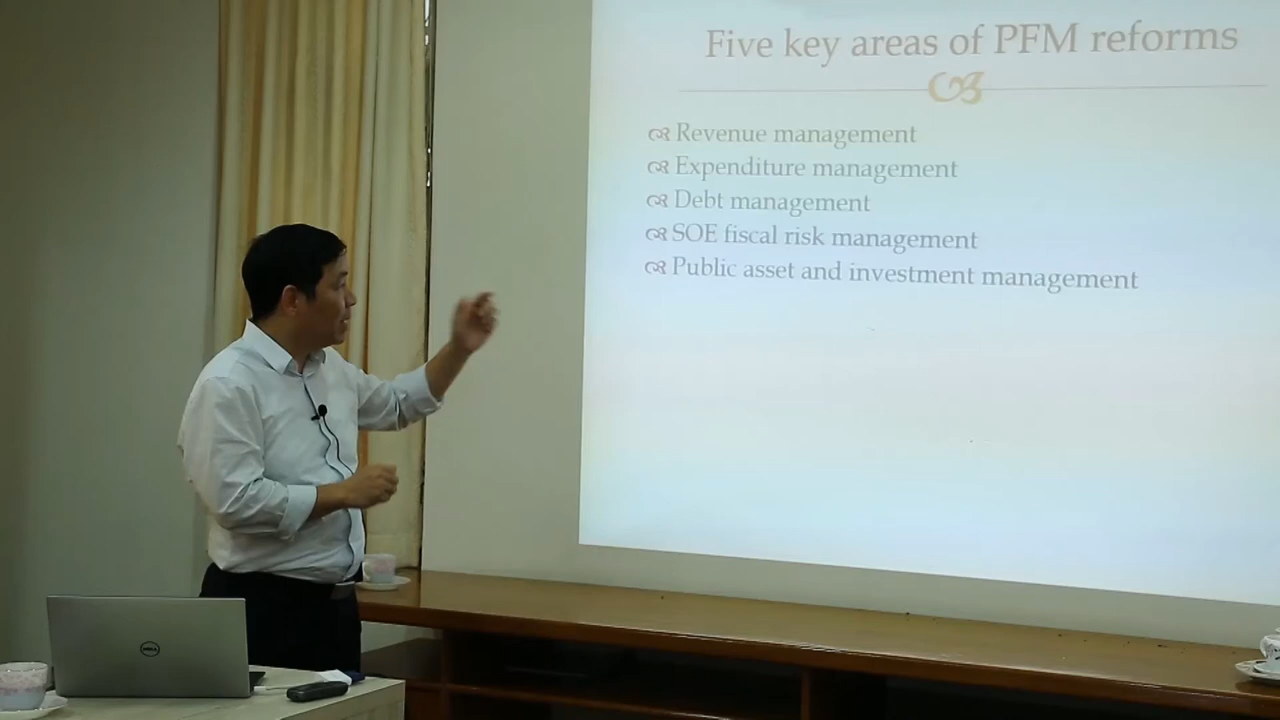 Five key areas of PFM reforms
Revenue management
Expenditure management
Debt management
SOE fiscal risk management
Public asset and investment management
DELL